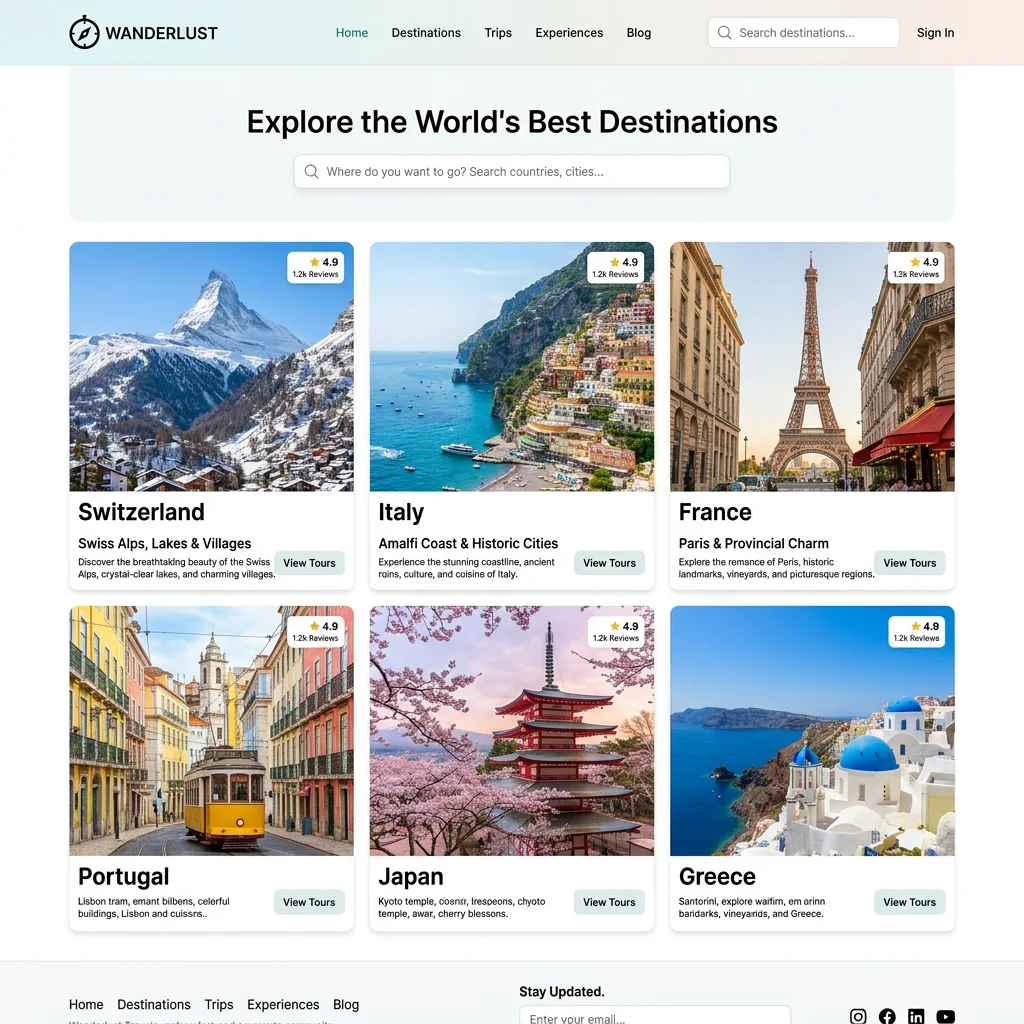 WANDERLUST
Home Destinations Trips Experiences Blog
Search destinations...
Sign In
Explore the World's Best Destinations
Where do you want to go? Search countries, cities...
4.9
1.2k Reviews
4.9
1.2k Reviews
4.9
1.3k Reviews
Switzerland
Swiss Alps, Lakes & Villages
Discover the breathtaking beauty of the Swiss
Alps, crystal-clear lakes, and charming villages.
View Tours
Italy
Amalfi Coast & Historic Cities
Experience the stunning coastline, ancient
roins, culture, and coisine of Italy.
View Tours
France
Paris & Provincial Charm
Explore the remance of Paris, historic
landmarks, vineyards, and picturesque regions.
View Tours
4.9
1.2k Raviews
4.9
1.2k Reviews
4.9
1.2k Reviews
Portugal
Lisbon tram, emant bilbens, celerful
buildings, Lisbon and
View Tours
Japan
Kyoto temple, chyoto
temple, awar, cherry blessons.
View Tours
Greece
Santorini, explore em orinn
and Greece.
View Tours
Home Destinations Trips Experiences Blog
Stay Updated.
Enter your email...